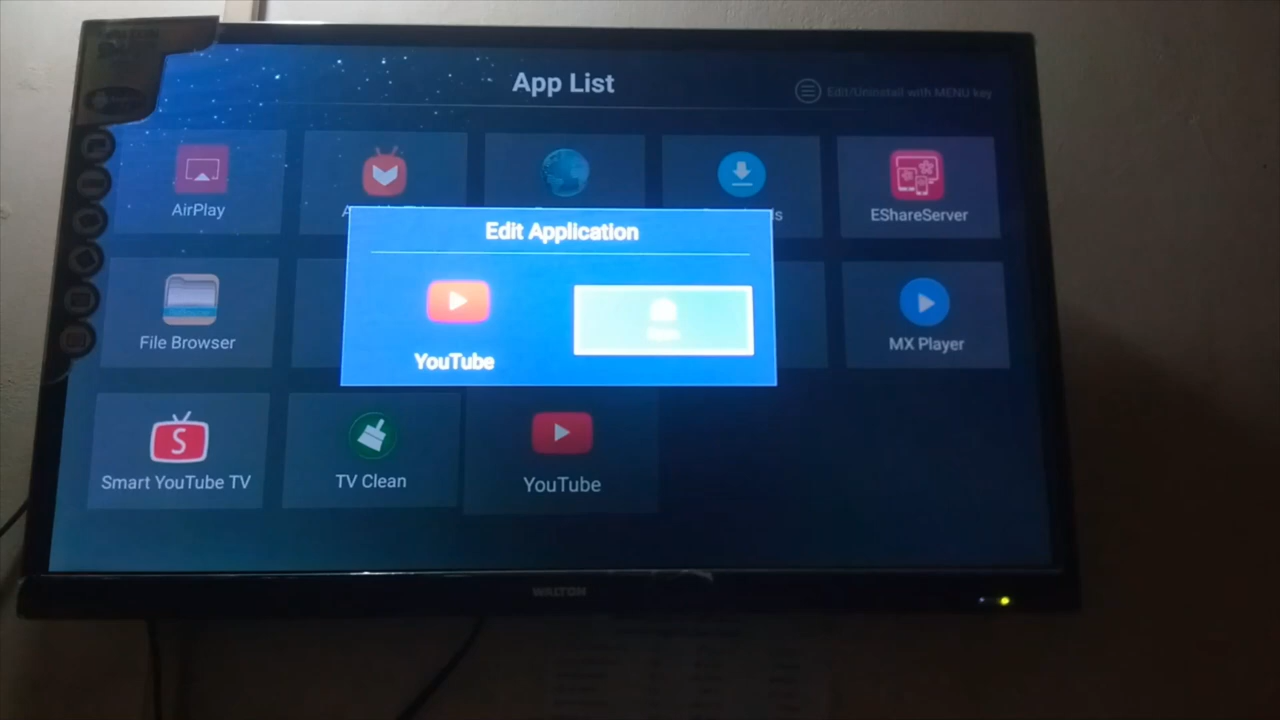 App List
Edit/Uninstall with MENU key
AirPlay
EShareServer
Edit Application
YouTube
Open
File Browser
MX Player
S
Smart YouTube TV
TV Clean
YouTube
WALTON